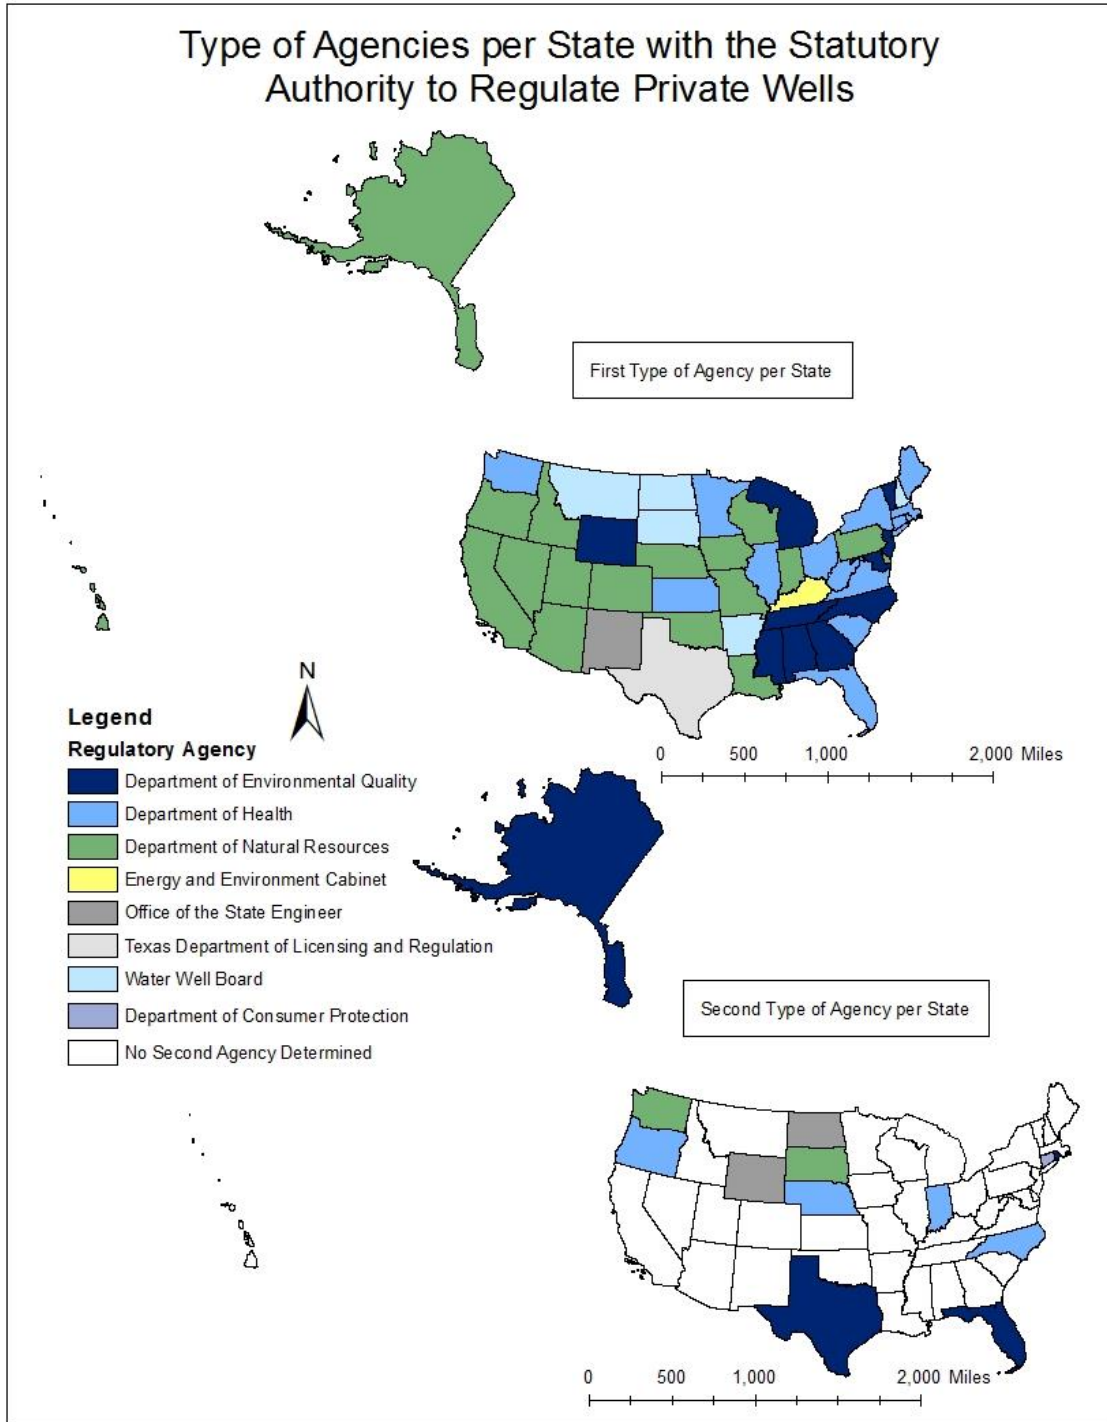 Type of Agencies per State with the Statutory
Authority to Regulate Private Wells
First Type of Agency per State
N
Legend
Regulatory Agency
Department of Environmental Quality
Department of Health
Department of Natural Resources
Energy and Environment Cabinet
Office of the State Engineer
Texas Department of Licensing and Regulation
Water Well Board
Department of Consumer Protection
No Second Agency Determined
0 500 1,000 2,000 Miles
Second Type of Agency per State
0 500 1,000 2,000 Miles